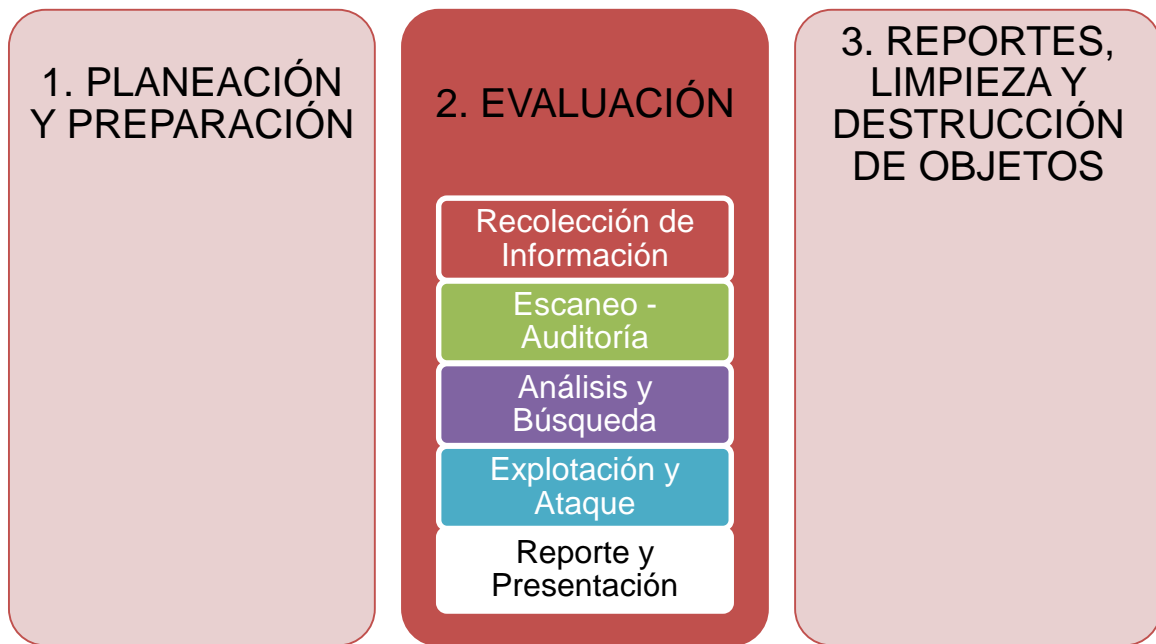 1. PLANEACIÓN
Y PREPARACIÓN
2. EVALUACIÓN
Recolección de
Información
Escaneo -
Auditoría
Análisis y
Búsqueda
Explotación y
Ataque
Reporte y
Presentación
3. REPORTES,
LIMPIEZA Y
DESTRUCCIÓN
DE OBJETOS